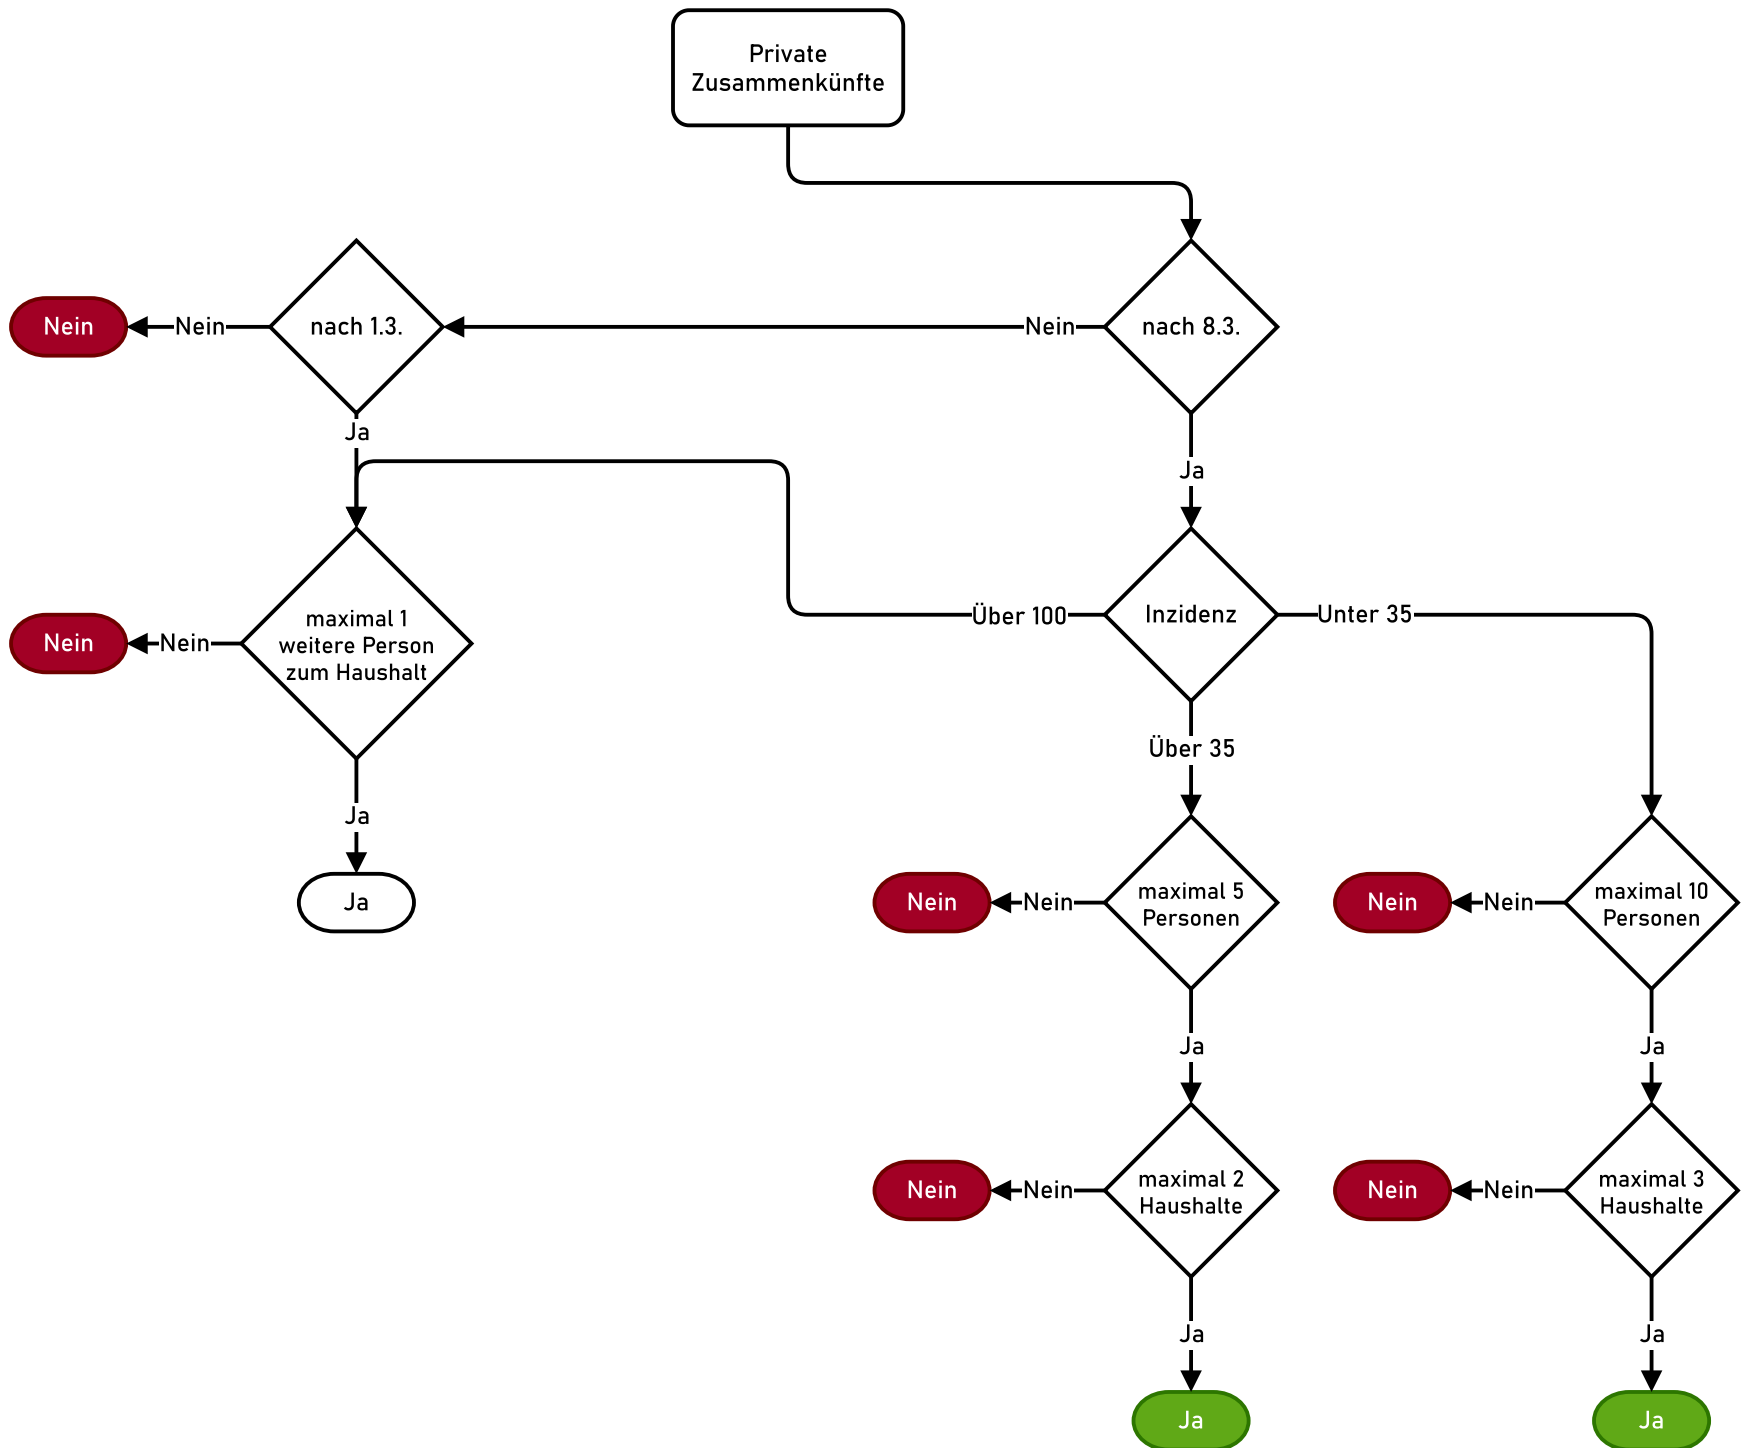 Private
Zusammenkünfte
Nein
Nein
nach 1.3.
Nein
nach 8.3.
Ja
Ja
Nein
Nein
maximal 1
weitere Person
zum Haushalt
Über 100
Inzidenz
Unter 35
Über 35
Ja
Ja
Nein
Nein
maximal 5
Personen
Nein
Nein
maximal 10
Personen
Ja
Ja
Nein
Nein
maximal 2
Haushalte
Nein
Nein
maximal 3
Haushalte
Ja
Ja
Ja
Ja